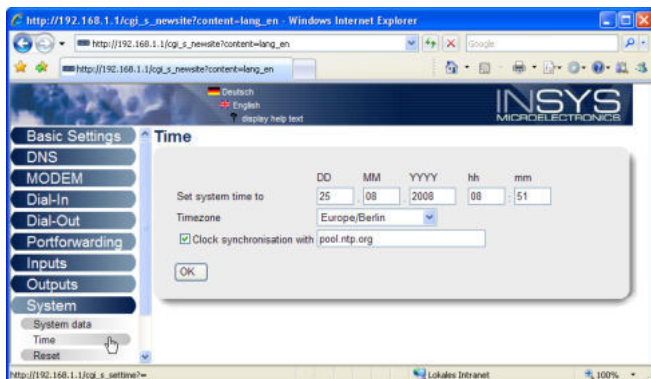 http://192.168.1.1/cgi_s_newsite?content=lang_en - Windows Internet Explorer
http://192.168.1.1/cgi_s_newsite?content=lang_en
Google
http://192.168.1.1/cgi_s_newsite?content=lang_en
Deutsch
English
display help text
INSYS
MICROELECTRONICS
Basic Settings
DNS
MODEM
Dial-In
Dial-Out
Portforwarding
Inputs
Outputs
System
System data
Time
Reset
Time
DD MM YYYY hh mm
Set system time to 25 . 08 . 2008 08 : 51
Timezone Europe/Berlin
Clock synchronisation with pool.ntp.org
OK
http://192.168.1.1/cgi_s_settime?= Lokales Intranet 100%